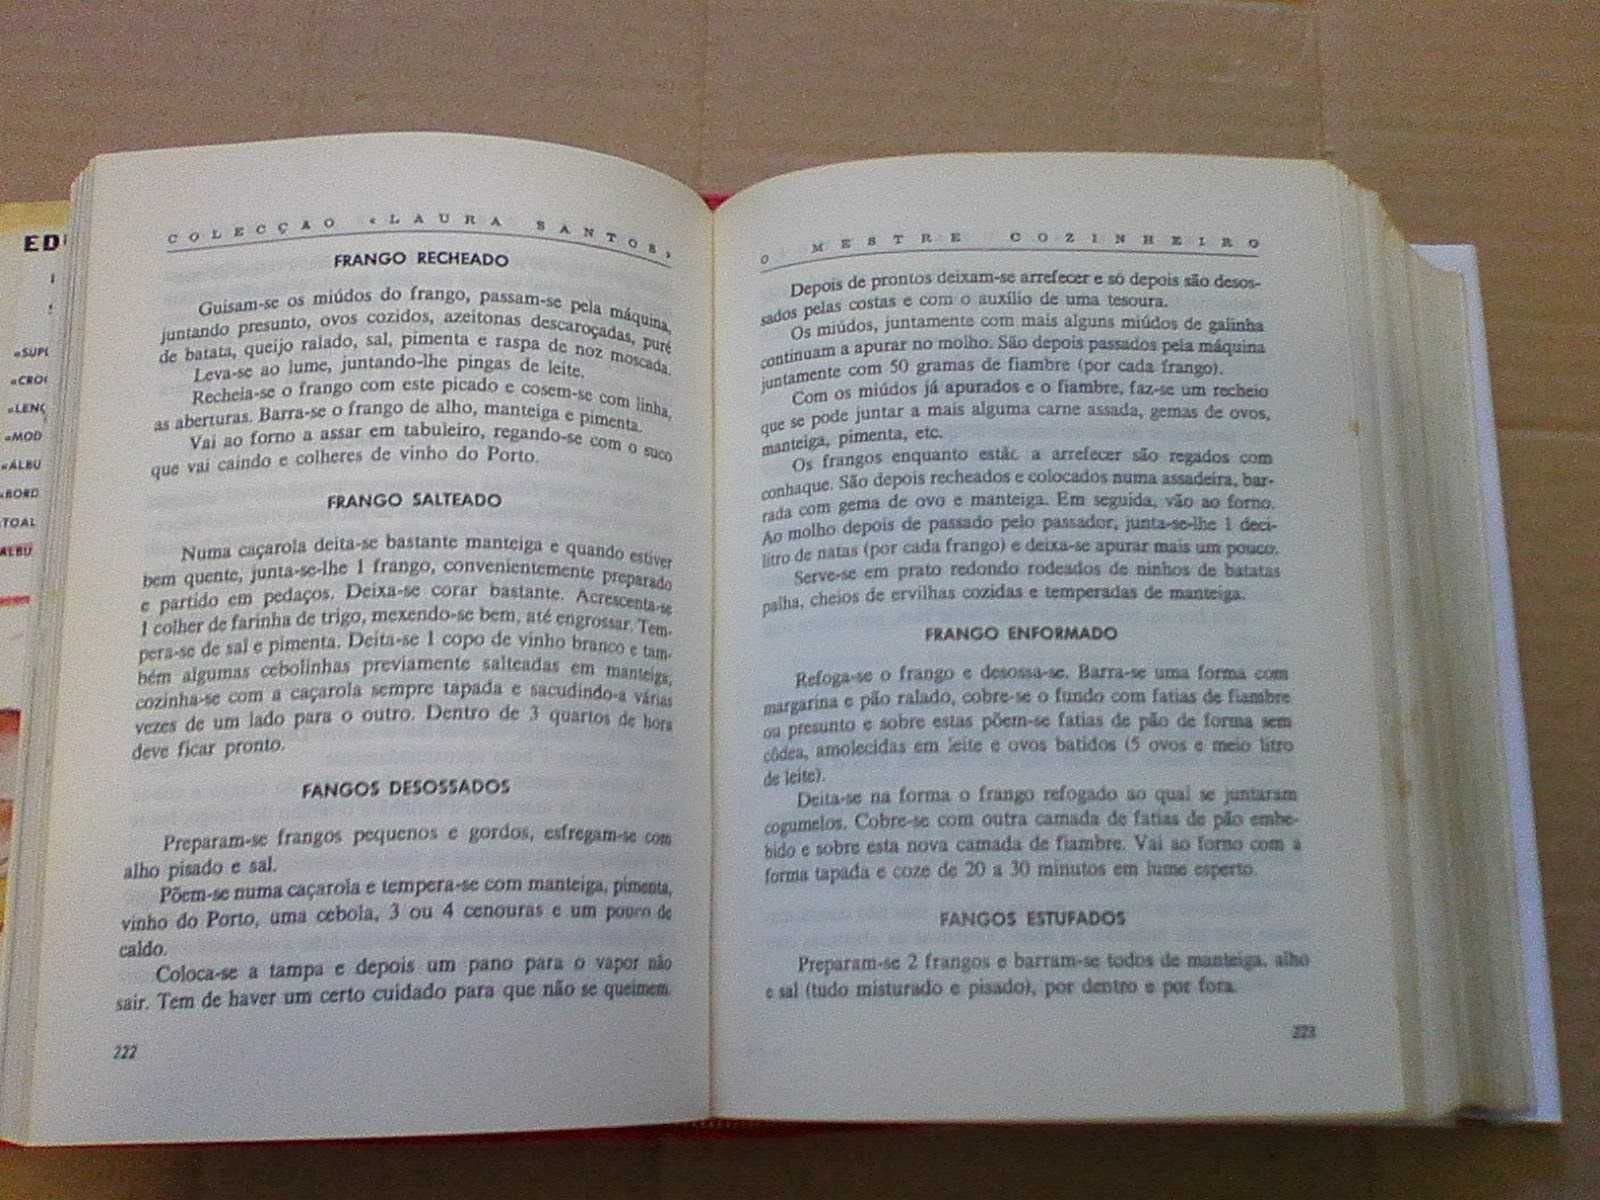 ED
«SUP
«CRO
«LENÇ
«MOD
«ÁLBU
«BORD
TOAL
ALBU
COLECÇÃO «LAURA SANTOS»
FRANGO RECHEADO
Guisam-se os miúdos do frango, passam-se pela máquina,
juntando presunto, ovos cozidos, azeitonas descaroçadas, puré
de batata, queijo ralado, sal, pimenta e raspa de noz moscada.
Leva-se ao lume, juntando-lhe pingas de leite.
Recheia-se o frango com este picado e cosem-se com linha,
as aberturas. Barra-se o frango de alho, manteiga e pimenta.
Vai ao forno a assar em tabuleiro, regando-se com o suco
que vai caindo e colheres de vinho do Porto.
FRANGO SALTEADO
Numa caçarola deita-se bastante manteiga e quando estiver
bem quente, junta-se-lhe 1 frango, convenientemente preparado
e partido em pedaços. Deixa-se corar bastante. Acrescenta-se
1 colher de farinha de trigo, mexendo-se bem, até engrossar. Tem-
pera-se de sal e pimenta. Deita-se 1 copo de vinho branco e tam-
bém algumas cebolinhas previamente salteadas em manteiga,
cozinha-se com a caçarola sempre tapada e sacudindo-a várias
vezes de um lado para o outro. Dentro de 3 quartos de hora
deve ficar pronto.
FANGOS DESOSSADOS
Preparam-se frangos pequenos e gordos, esfregam-se com
alho pisado e sal.
Põem-se numa caçarola e tempera-se com manteiga, pimenta,
vinho do Porto, uma cebola, 3 ou 4 cenouras e um pouco de
caldo.
Coloca-se a tampa e depois um pano para o vapor não
sair. Tem de haver um certo cuidado para que não se queimem.
222
O MESTRE COZINHEIRO
Depois de prontos deixam-se arrefecer e só depois são desos-
sados pelas costas e com o auxílio de uma tesoura.
Os miúdos, juntamente com mais alguns miúdos de galinha
continuam a apurar no molho. São depois passados pela máquina
juntamente com 50 gramas de fiambre (por cada frango).
Com os miúdos já apurados e o fiambre, faz-se um recheio
que se pode juntar a mais alguma carne assada, gemas de ovos,
manteiga, pimenta, etc.
Os frangos enquanto estão a arrefecer são regados com
conhaque. São depois recheados e colocados numa assadeira, bar-
rada com gema de ovo e manteiga. Em seguida, vão ao forno.
Ao molho depois de passado pelo passador, junta-se-lhe 1 deci-
litro de natas (por cada frango) e deixa-se apurar mais um pouco.
Serve-se em prato redondo rodeados de ninhos de batatas
palha, cheios de ervilhas cozidas e temperadas de manteiga.
FRANGO ENFORMADO
Refoga-se o frango e desossa-se. Barra-se uma forma com
margarina e pão ralado, cobre-se o fundo com fatias de fiambre
ou presunto e sobre estas põem-se fatias de pão de forma sem
côdea, amolecidas em leite e ovos batidos (5 ovos e meio litro
de leite).
Deita-se na forma o frango refogado ao qual se juntaram
cogumelos. Cobre-se com outra camada de fatias de pão embe-
bido e sobre esta nova camada de fiambre. Vai ao forno com a
forma tapada e coze de 20 a 30 minutos em lume esperto.
FANGOS ESTUFADOS
Preparam-se 2 frangos e barram-se todos de manteiga, alho
e sal (tudo misturado e pisado), por dentro e por fora.
223